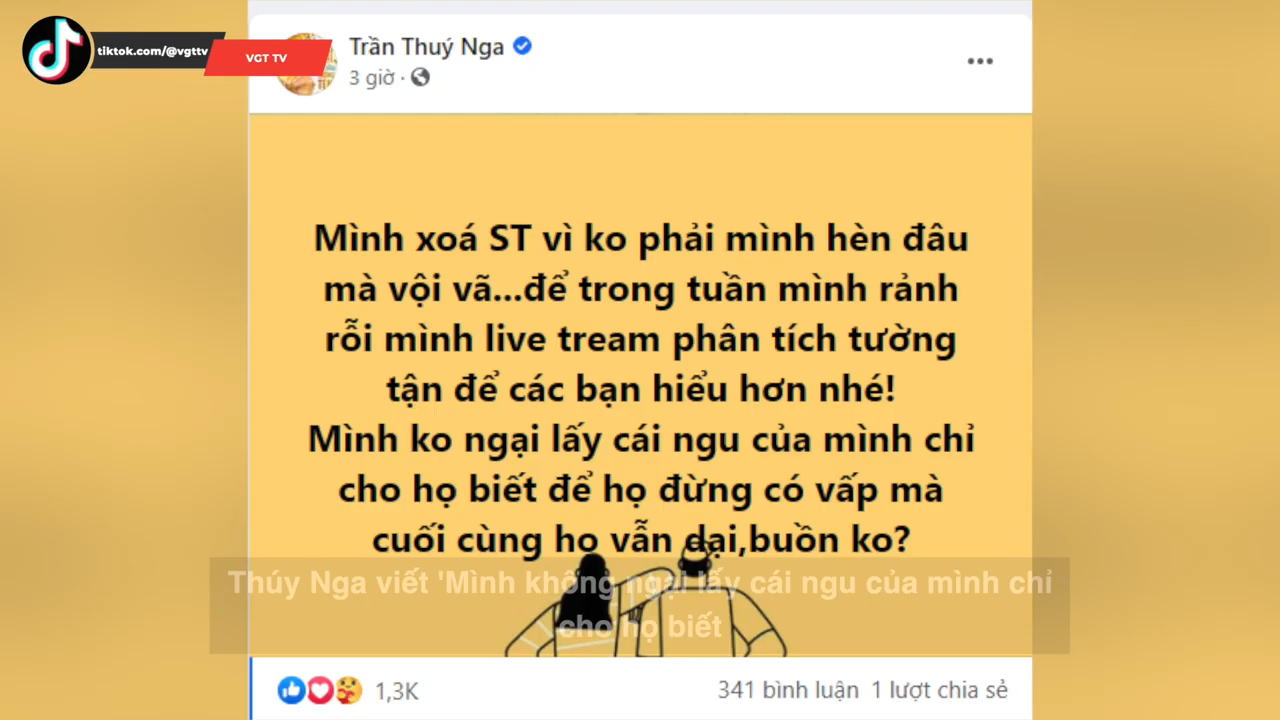 tiktok.com/@vgttv
VGT TV
Trần Thuý Nga
3 giờ ·
Mình xoá ST vì ko phải mình hèn đâu
mà vội vã...để trong tuần mình rảnh
rỗi mình live tream phân tích tường
tận để các bạn hiểu hơn nhé!
Mình ko ngại lấy cái ngu của mình chỉ
cho họ biết để họ đừng có vấp mà
cuối cùng họ vẫn dại,buồn ko?
Thúy Nga viết 'Mình không ngại lấy cái ngu của mình chỉ
cho họ biết
1,3K
341 bình luận 1 lượt chia sẻ